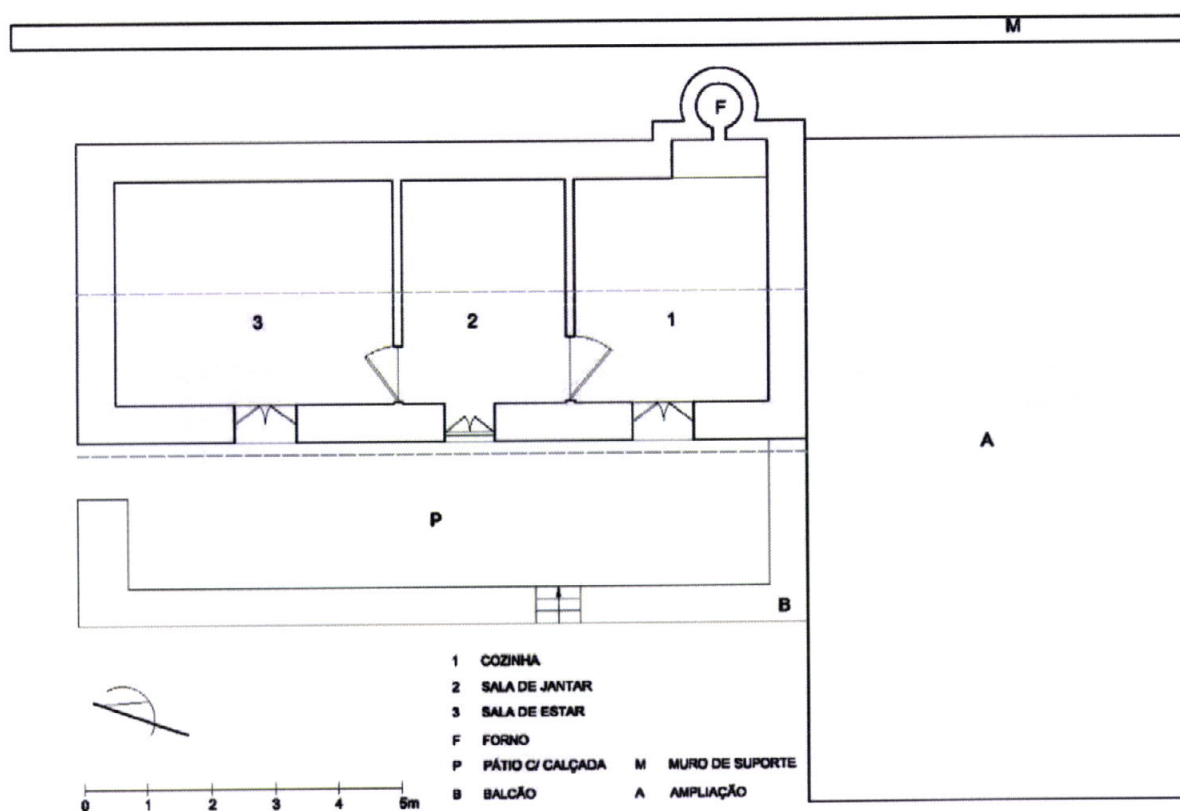 M
F
3 2 1
A
P
B
1 COZINHA
2 SALA DE JANTAR
3 SALA DE ESTAR
F FORNO
P PÁTIO C/ CALÇADA M MURO DE SUPORTE
B BALCÃO A AMPLIAÇÃO
0 1 2 3 4 5m